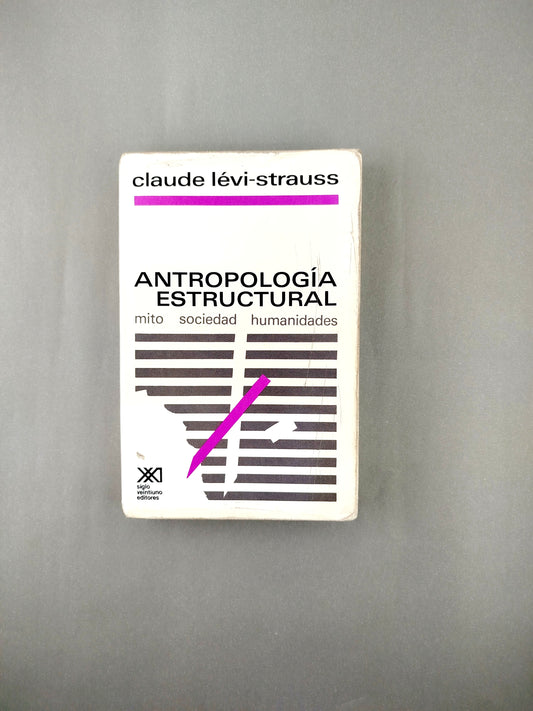 claude lévi-strauss
ANTROPOLOGÍA
ESTRUCTURAL
mito sociedad humanidades
siglo
veintiuno
editores